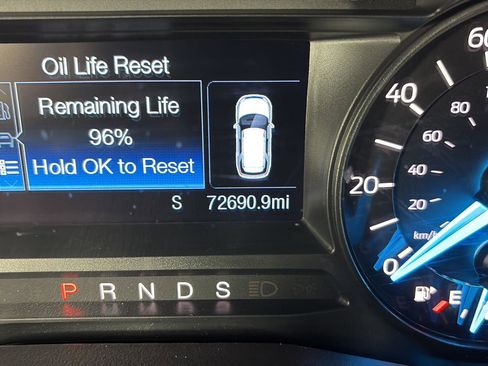 Oil Life Reset
Remaining Life
96%
Hold OK to Reset
S 72690.9mi
P R N D S
60
40
20
0
80
60
40
20
km/h
E